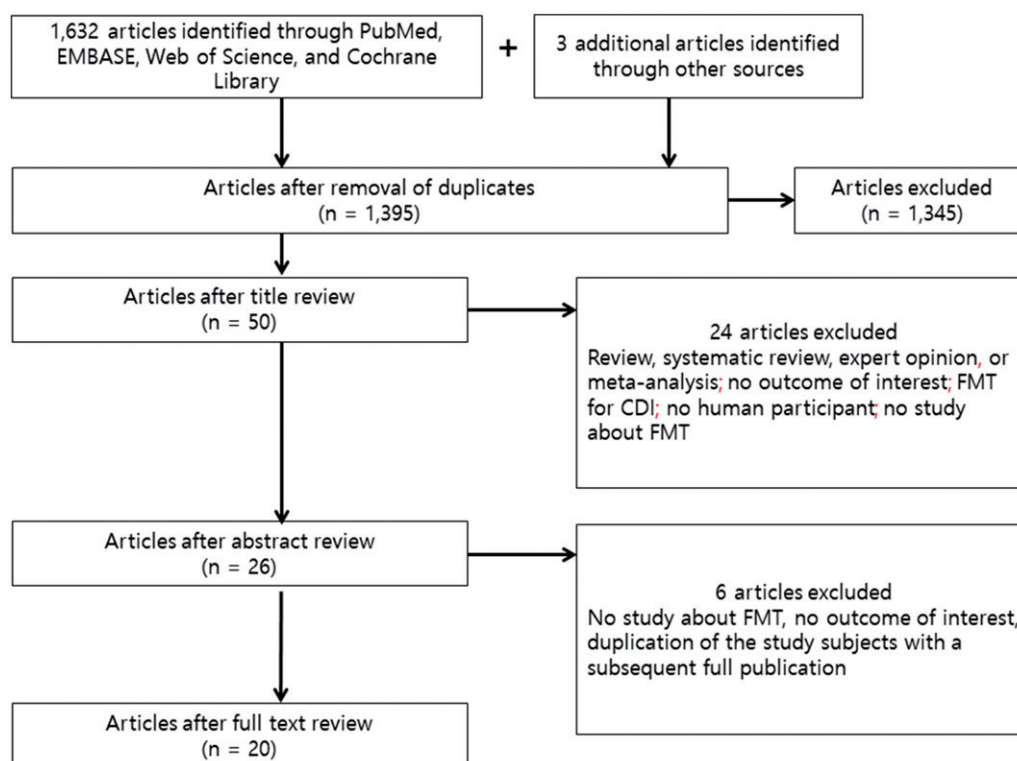 1,632 articles identified through PubMed,
EMBASE, Web of Science, and Cochrane
Library
+
3 additional articles identified
through other sources
Articles after removal of duplicates
(n = 1,395)
Articles excluded
(n = 1,345)
Articles after title review
(n = 50)
24 articles excluded
Review, systematic review, expert opinion, or
meta-analysis; no outcome of interest; FMT
for CDI; no human participant; no study
about FMT
Articles after abstract review
(n = 26)
6 articles excluded
No study about FMT, no outcome of interest,
duplication of the study subjects with a
subsequent full publication
Articles after full text review
(n = 20)